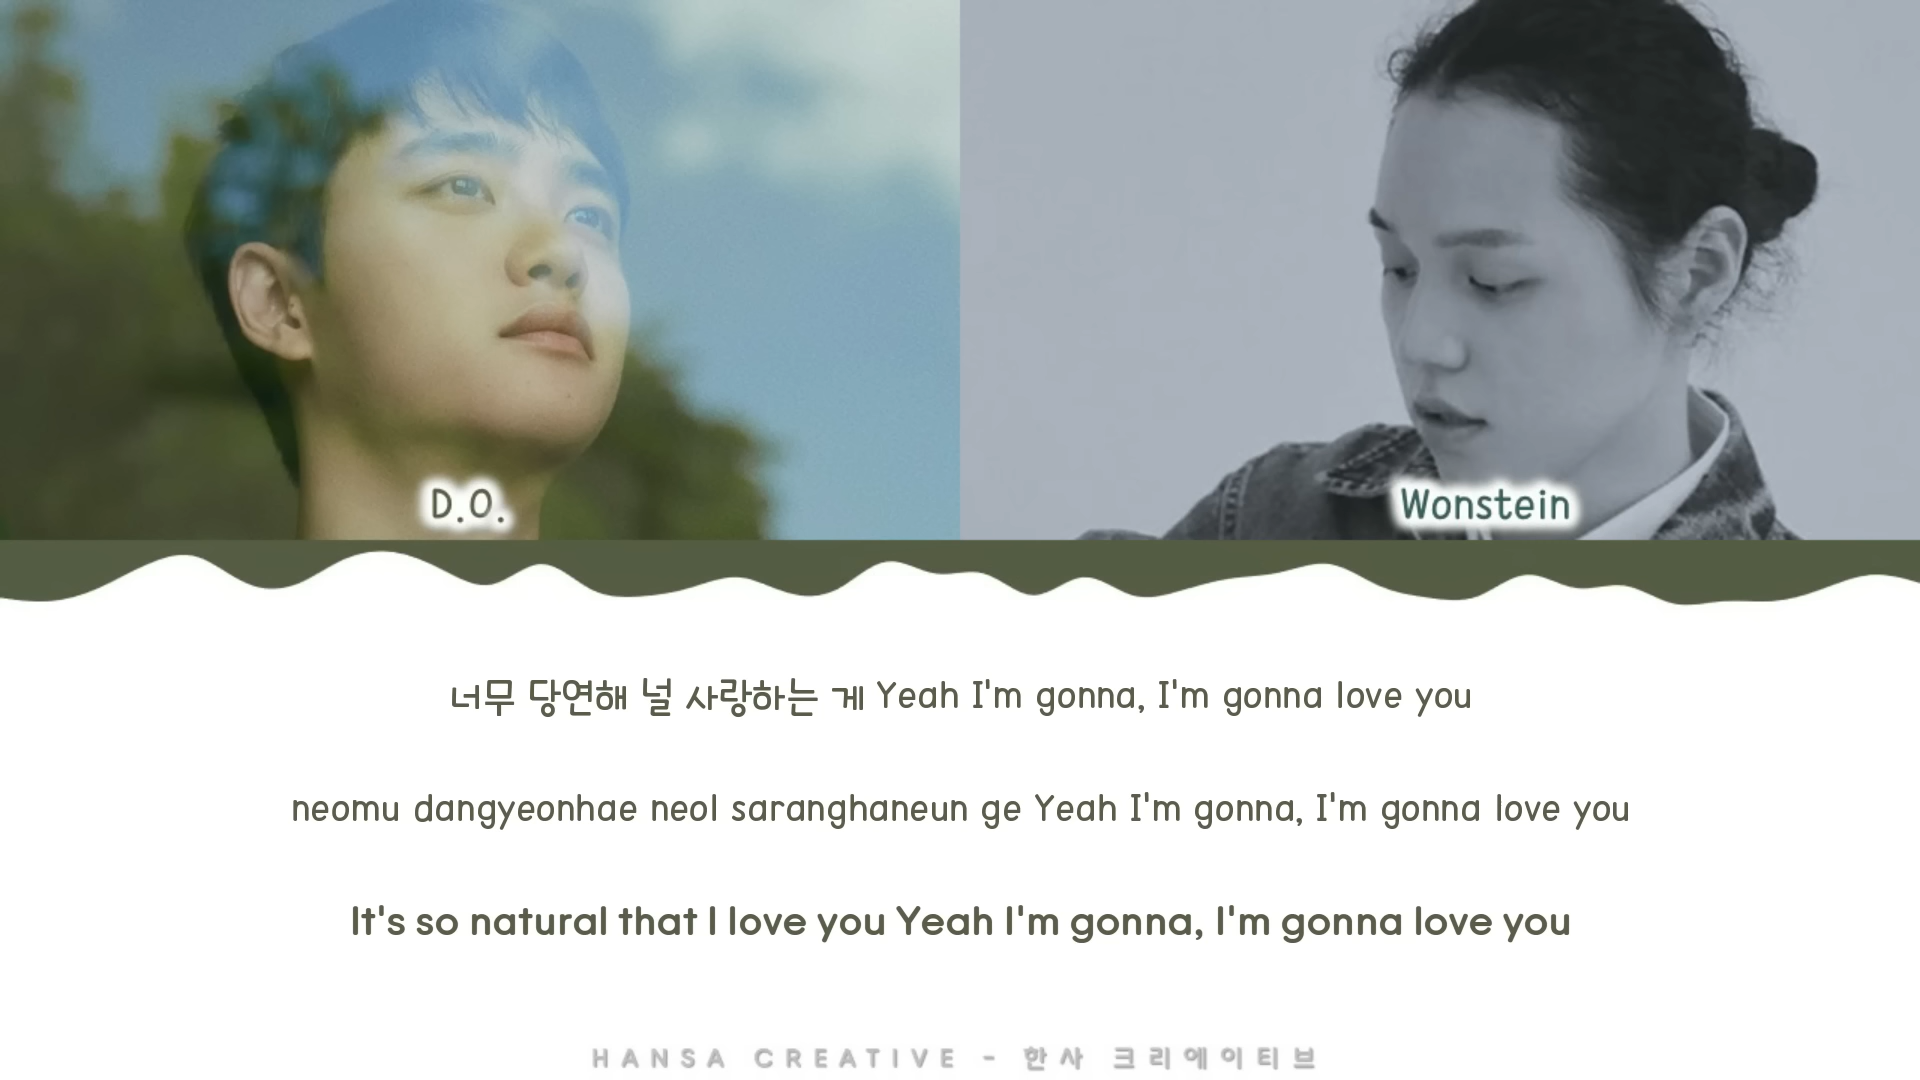 D.O.
Wonstein
너무 당연해 널 사랑하는 게 Yeah I'm gonna, I'm gonna love you
neomu dangyeonhae neol saranghaneun ge Yeah I'm gonna, I'm gonna love you
It's so natural that I love you Yeah I'm gonna, I'm gonna love you
HANSA CREATIVE - 한사 크리에이티브